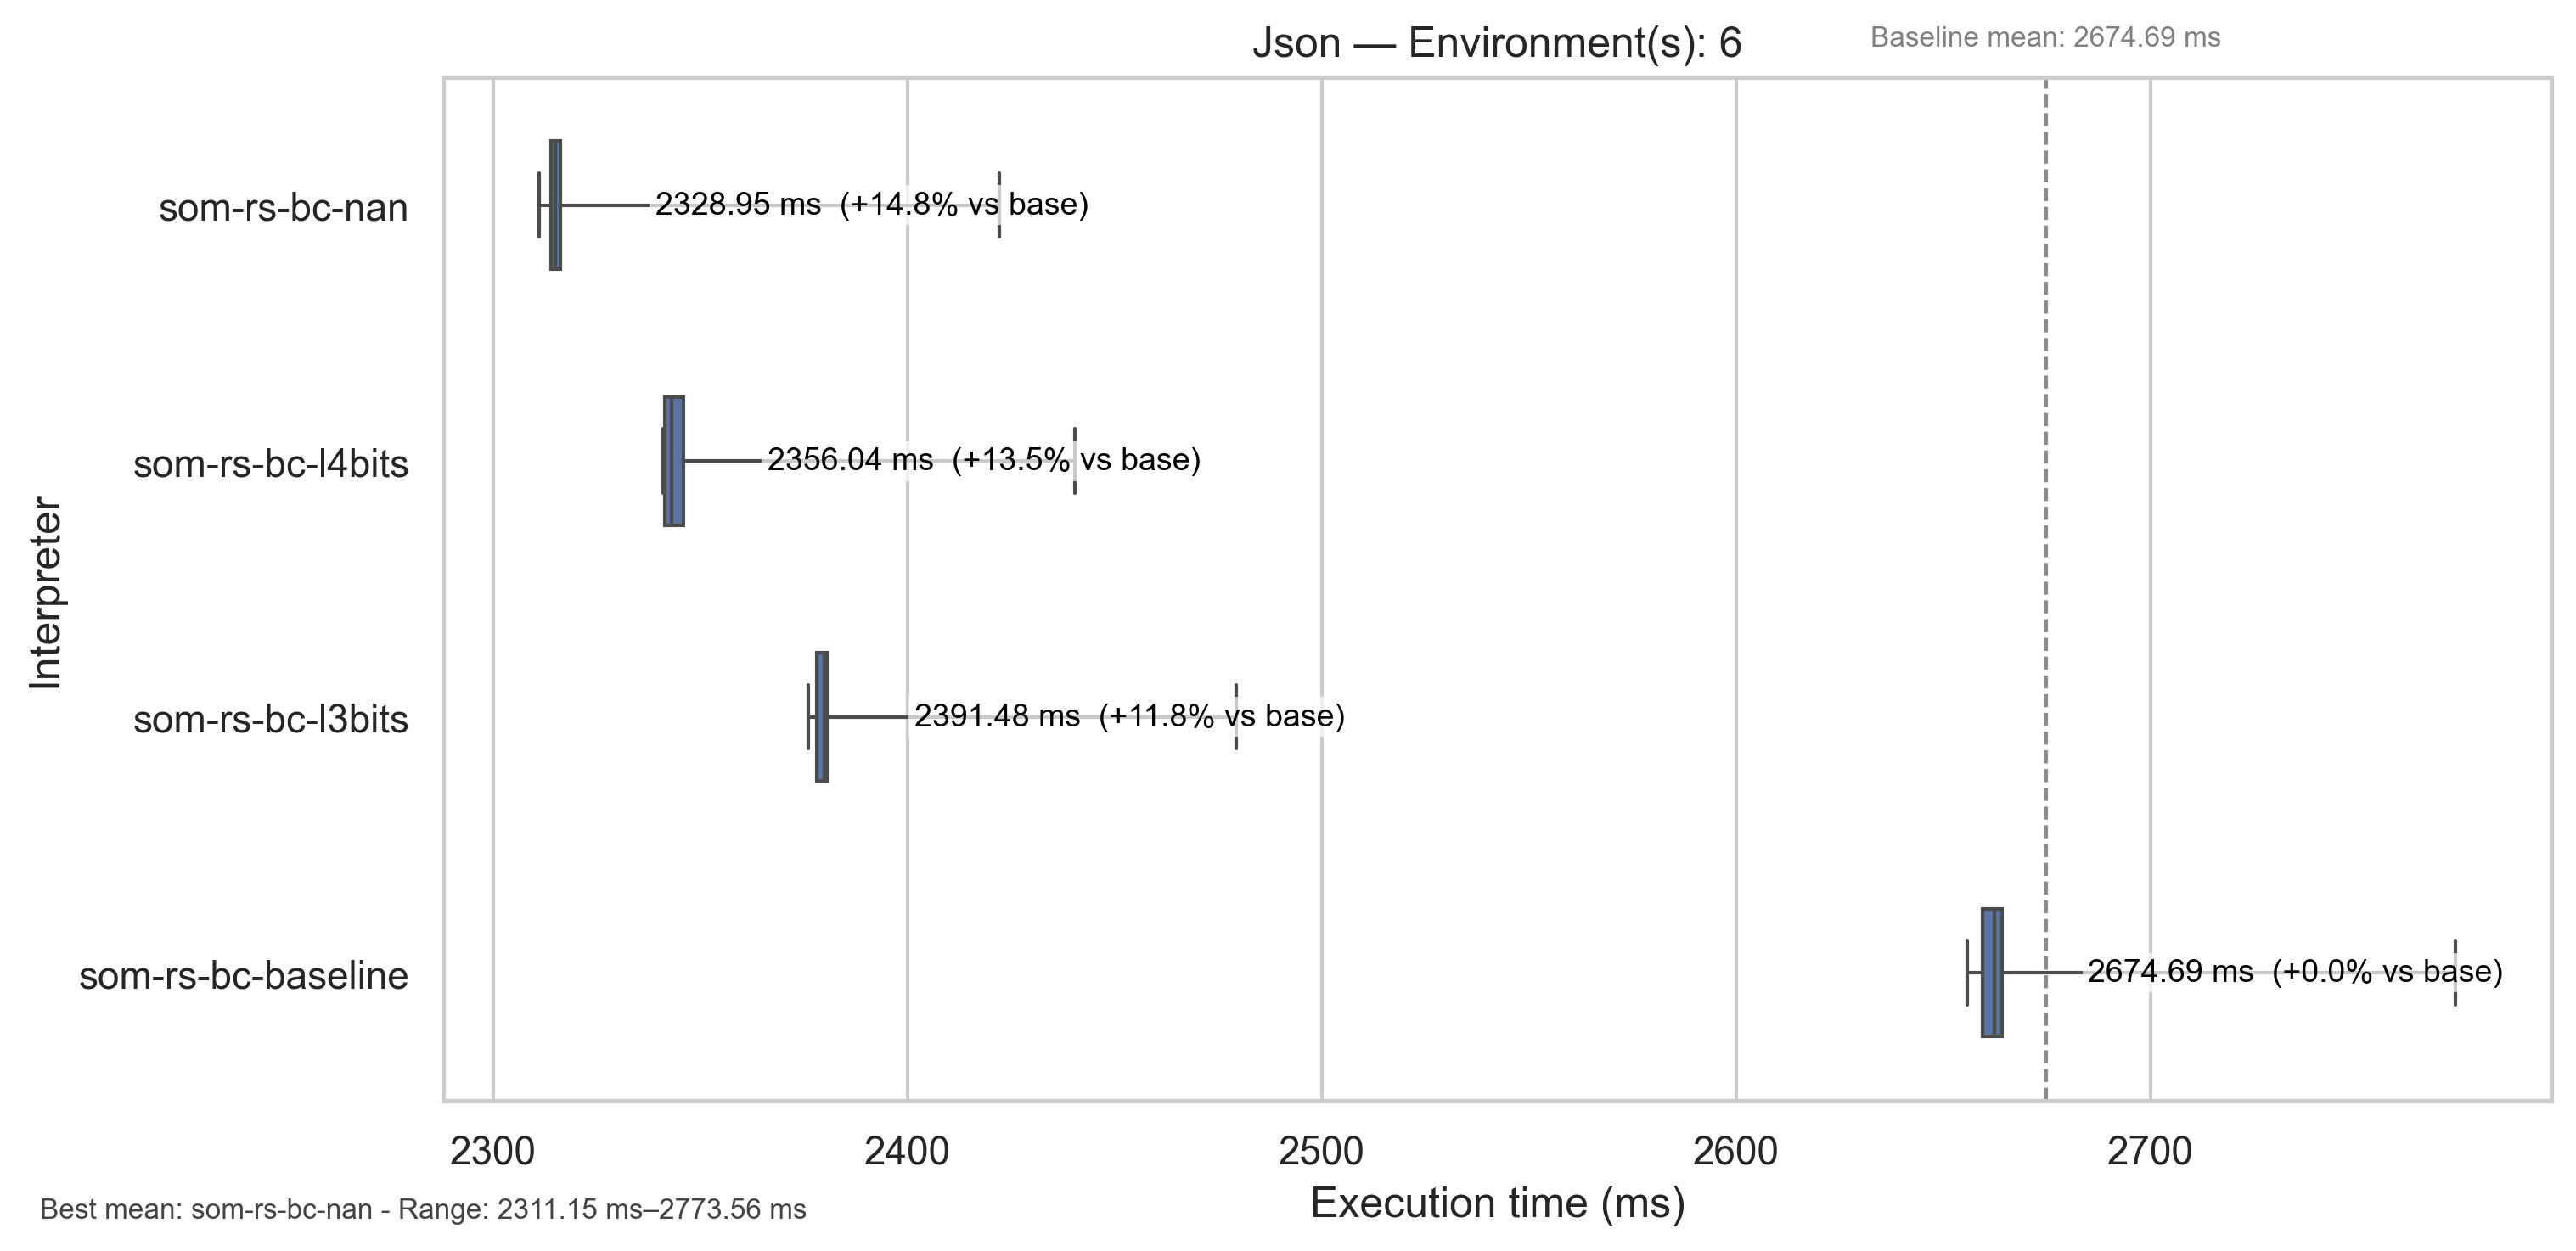 Json — Environment(s): 6
Baseline mean: 2674.69 ms
som-rs-bc-nan
2328.95 ms (+14.8% vs base)
som-rs-bc-l4bits
2356.04 ms (+13.5% vs base)
som-rs-bc-l3bits
2391.48 ms (+11.8% vs base)
som-rs-bc-baseline
2674.69 ms (+0.0% vs base)
Interpreter
2300 2400 2500 2600 2700
Execution time (ms)
Best mean: som-rs-bc-nan - Range: 2311.15 ms–2773.56 ms